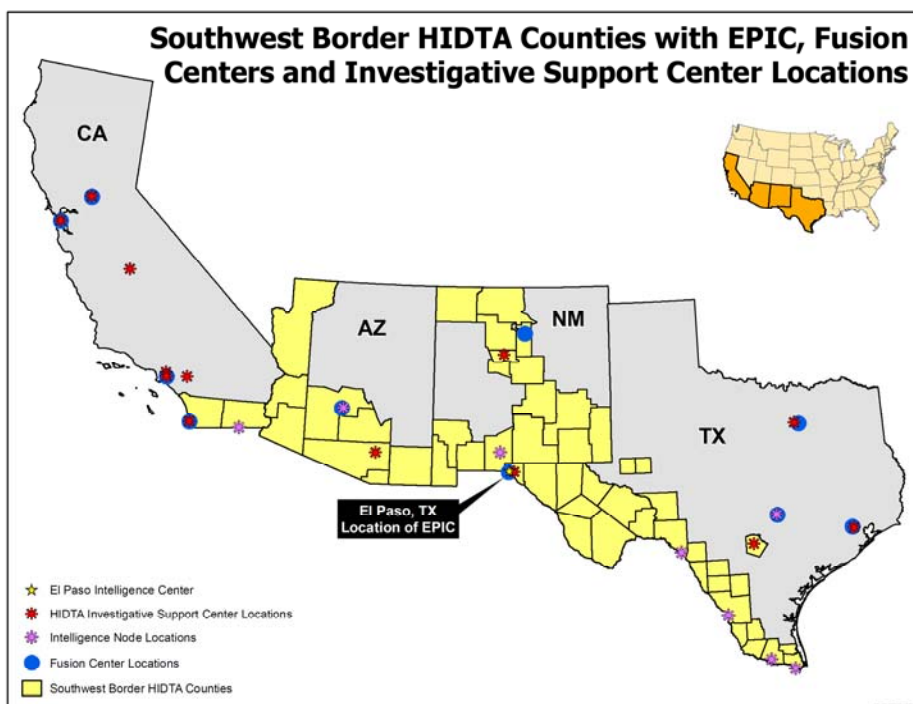 Southwest Border HIDTA Counties with EPIC, Fusion
Centers and Investigative Support Center Locations
CA
AZ
NM
TX
El Paso, TX
Location of EPIC
El Paso Intelligence Center
HIDTA Investigative Support Center Locations
Intelligence Node Locations
Fusion Center Locations
Southwest Border HIDTA Counties